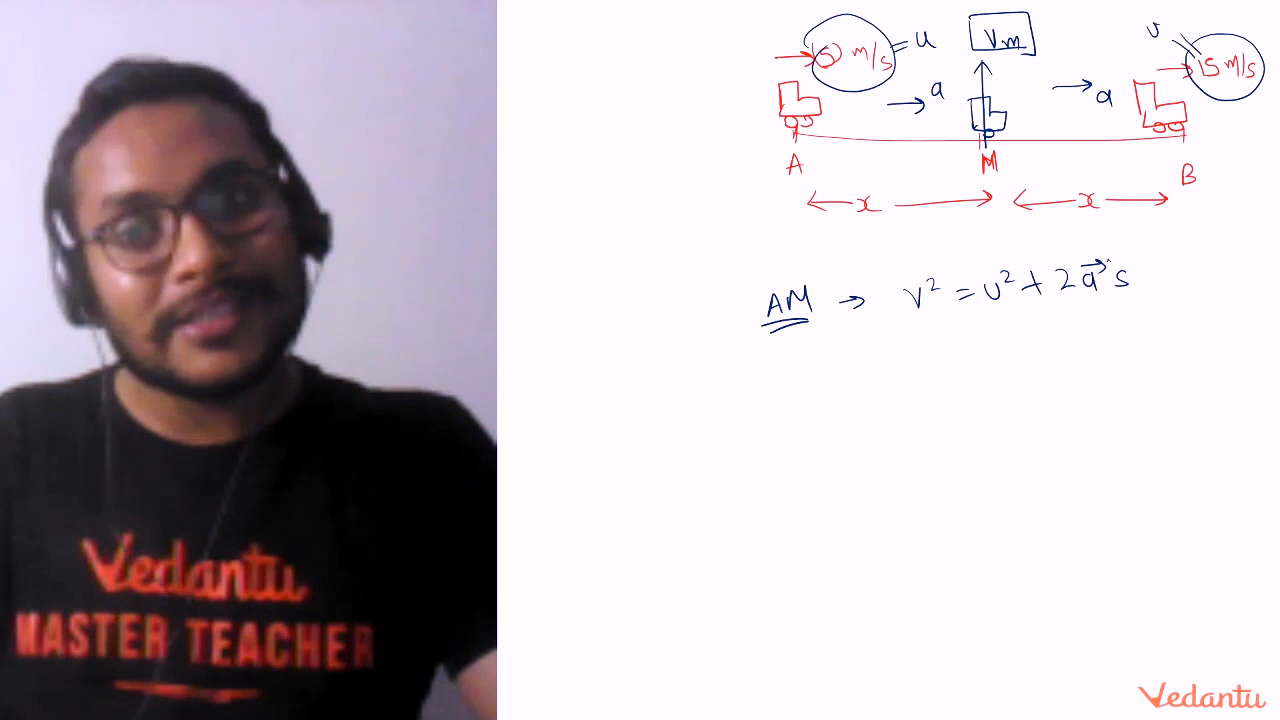 5 m/s = u
Vm
v
15 m/s
a
a
A
M
B
x
x
AM → v² = u² + 2a⃗ s
Vedantu
MASTER TEACHER
Vedantu